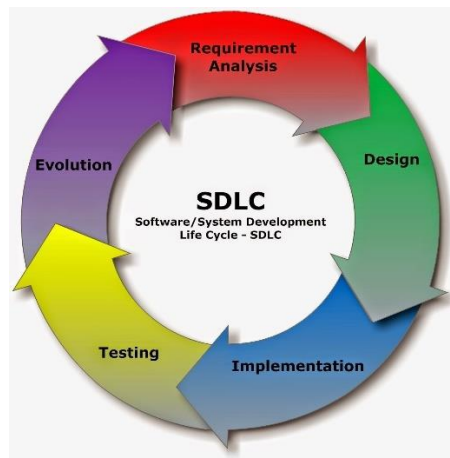 Requirement
Analysis
Design
Implementation
Testing
Evolution
SDLC
Software/System Development
Life Cycle - SDLC